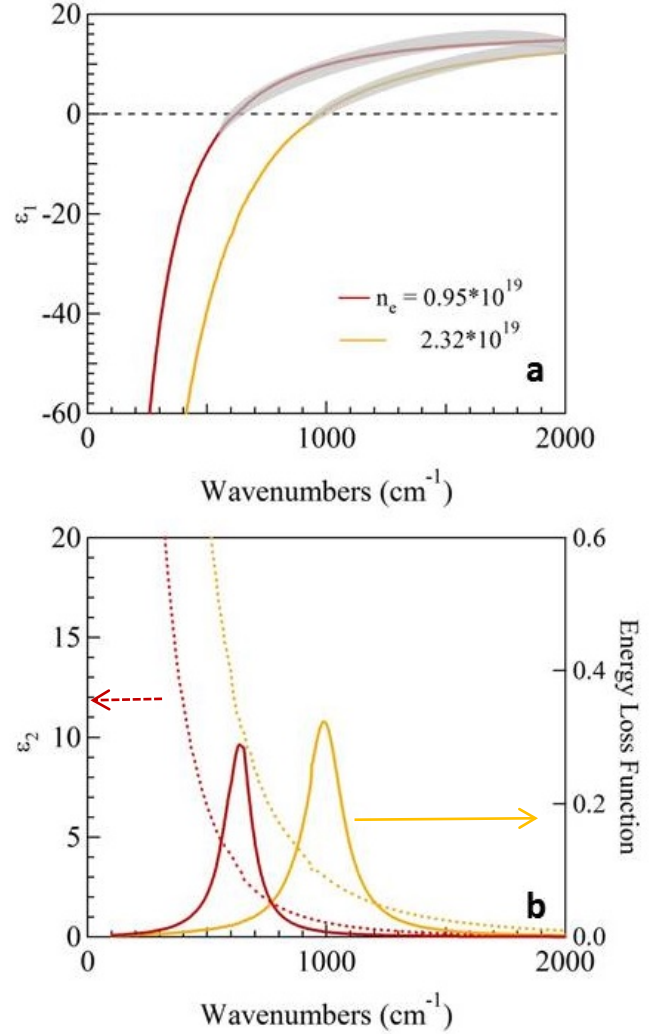 20
0
-20
-40
-60
ε₁
n_e = 0.95*10^19
2.32*10^19
a
0
1000
2000
Wavenumbers (cm^-1)
20
15
10
5
0
ε₂
0.6
0.4
0.2
0.0
Energy Loss Function
b
0
1000
2000
Wavenumbers (cm^-1)